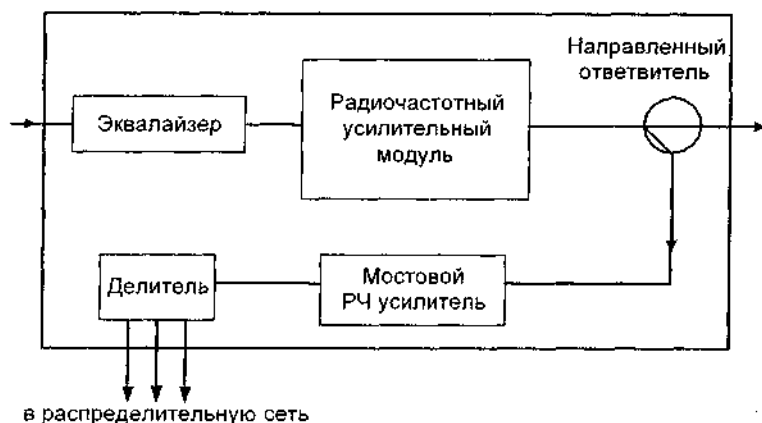 Направленный
ответвитель
Эквалайзер
Радиочастотный
усилительный
модуль
Делитель
Мостовой
РЧ усилитель
в распределительную сеть